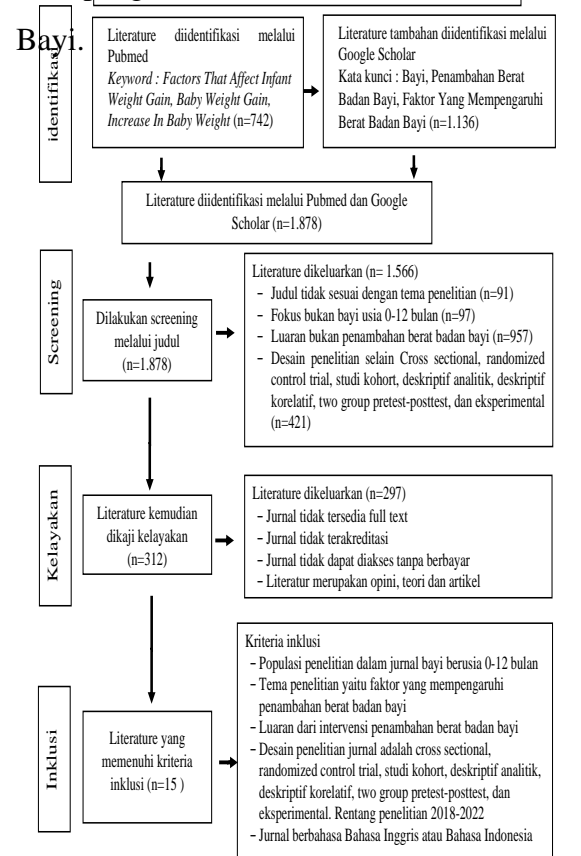 Bayi.
identifikasi
Literature diidentifikasi melalui
Pubmed
Keyword : Factors That Affect Infant
Weight Gain, Baby Weight Gain,
Increase In Baby Weight (n=742)
Literature tambahan diidentifikasi melalui
Google Scholar
Kata kunci : Bayi, Penambahan Berat
Badan Bayi, Faktor Yang Mempengaruhi
Berat Badan Bayi (n=1.136)
Literature diidentifikasi melalui Pubmed dan Google
Scholar (n=1.878)
Screening
Dilakukan screening
melalui judul
(n=1.878)
Literature dikeluarkan (n= 1.566)
- Judul tidak sesuai dengan tema penelitian (n=91)
- Fokus bukan bayi usia 0-12 bulan (n=97)
- Luaran bukan penambahan berat badan bayi (n=957)
- Desain penelitian selain Cross sectional, randomized
control trial, studi kohort, deskriptif analitik, deskriptif
korelatif, two group pretest-posttest, dan eksperimental
(n=421)
Kelayakan
Literature kemudian
dikaji kelayakan
(n=312)
Literature dikeluarkan (n=297)
- Jurnal tidak tersedia full text
- Jurnal tidak terakreditasi
- Jurnal tidak dapat diakses tanpa berbayar
- Literatur merupakan opini, teori dan artikel
Inklusi
Literature yang
memenuhi kriteria
inklusi (n=15 )
Kriteria inklusi
- Populasi penelitian dalam jurnal bayi berusia 0-12 bulan
- Tema penelitian yaitu faktor yang mempengaruhi
penambahan berat badan bayi
- Luaran dari intervensi penambahan berat badan bayi
- Desain penelitian jurnal adalah cross sectional,
randomized control trial, studi kohort, deskriptif analitik,
deskriptif korelatif, two group pretest-posttest, dan
eksperimental. Rentang penelitian 2018-2022
- Jurnal berbahasa Bahasa Inggris atau Bahasa Indonesia